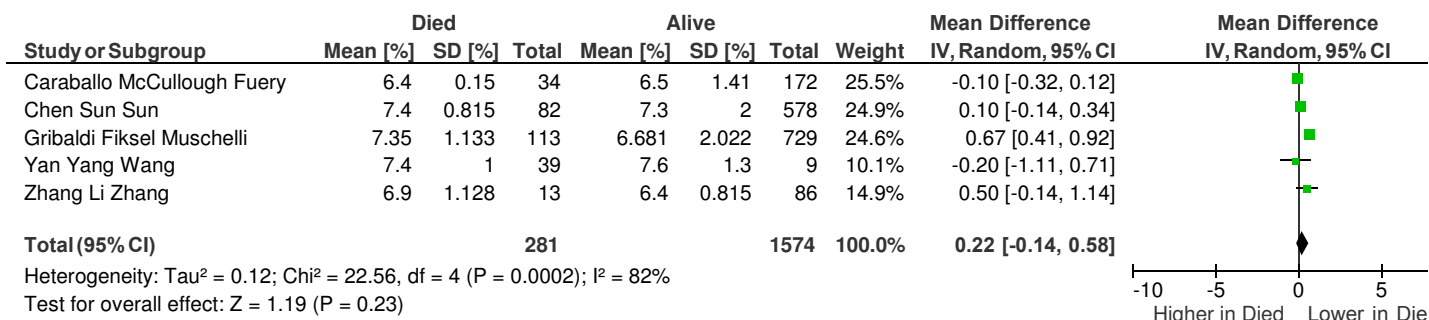 Died Alive Mean Difference Mean Difference
Study or Subgroup Mean [%] SD [%] Total Mean [%] SD [%] Total Weight IV, Random, 95% CI IV, Random, 95% CI
Caraballo McCullough Fuery 6.4 0.15 34 6.5 1.41 172 25.5% -0.10 [-0.32, 0.12]
Chen Sun Sun 7.4 0.815 82 7.3 2 578 24.9% 0.10 [-0.14, 0.34]
Gribaldi Fiksel Muschelli 7.35 1.133 113 6.681 2.022 729 24.6% 0.67 [0.41, 0.92]
Yan Yang Wang 7.4 1 39 7.6 1.3 9 10.1% -0.20 [-1.11, 0.71]
Zhang Li Zhang 6.9 1.128 13 6.4 0.815 86 14.9% 0.50 [-0.14, 1.14]
Total (95% CI) 281 1574 100.0% 0.22 [-0.14, 0.58]
Heterogeneity: Tau² = 0.12; Chi² = 22.56, df = 4 (P = 0.0002); I² = 82%
Test for overall effect: Z = 1.19 (P = 0.23)
-10 -5 0 5
Higher in Died Lower in Die